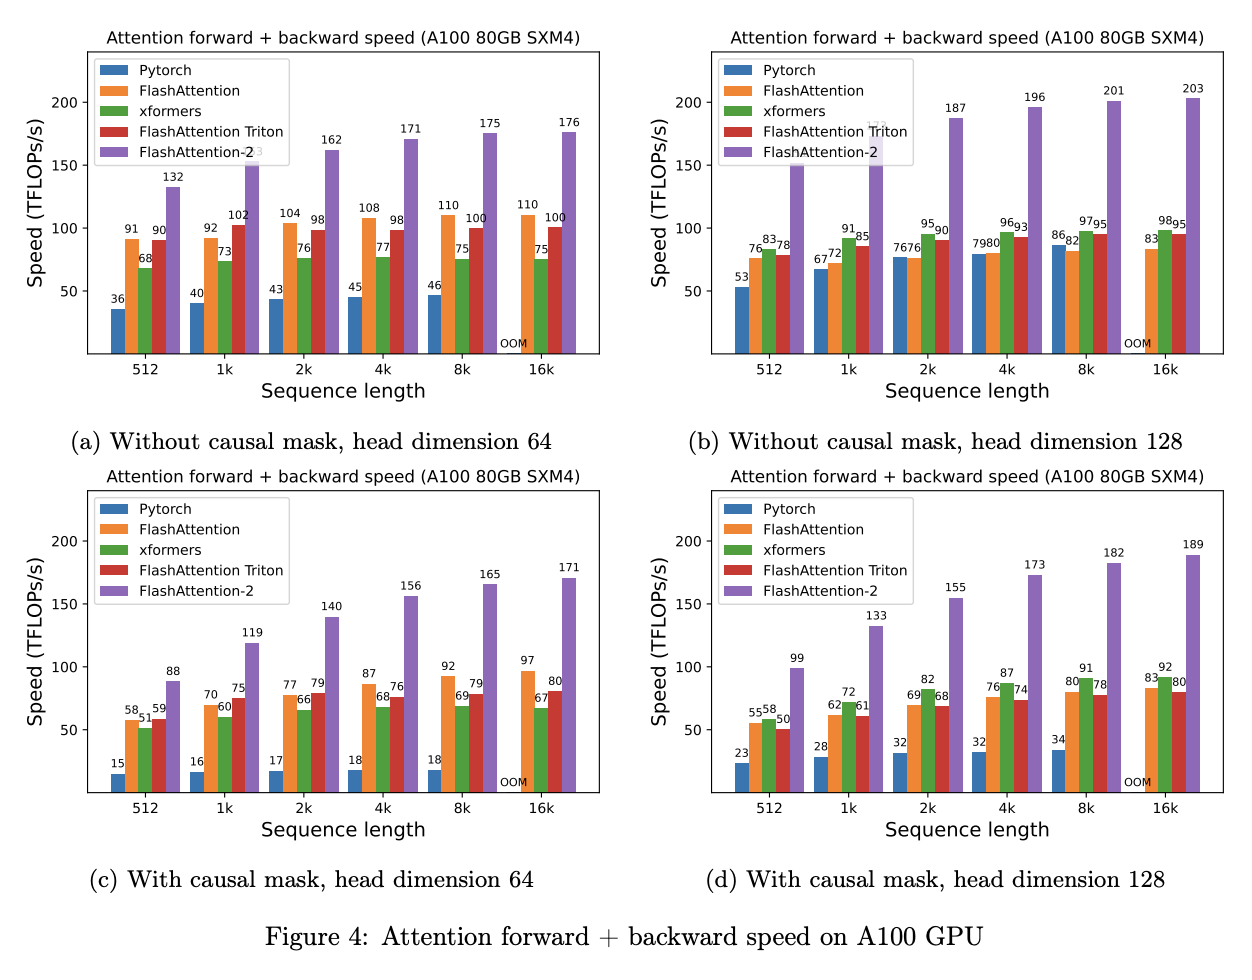 Attention forward + backward speed (A100 80GB SXM4)
Speed (TFLOPs/s)
200
150
100
50
Pytorch
FlashAttention
xformers
FlashAttention Triton
FlashAttention-2
36 91 68 90 132
40 92 73 102
43 104 76 98 162
45 108 77 98 171
46 110 75 100 175
OOM 110 75 100 176
512 1k 2k 4k 8k 16k
Sequence length
(a) Without causal mask, head dimension 64
Attention forward + backward speed (A100 80GB SXM4)
Speed (TFLOPs/s)
200
150
100
50
Pytorch
FlashAttention
xformers
FlashAttention Triton
FlashAttention-2
53 76 83 78
67 72 91 85 173
76 76 95 90 187
79 80 96 93 196
86 82 97 95 201
OOM 83 98 95 203
512 1k 2k 4k 8k 16k
Sequence length
(b) Without causal mask, head dimension 128
Attention forward + backward speed (A100 80GB SXM4)
Speed (TFLOPs/s)
200
150
100
50
Pytorch
FlashAttention
xformers
FlashAttention Triton
FlashAttention-2
15 58 51 59 88
16 70 60 75 119
17 77 66 79 140
18 87 68 76 156
18 92 69 79 165
OOM 97 67 80 171
512 1k 2k 4k 8k 16k
Sequence length
(c) With causal mask, head dimension 64
Attention forward + backward speed (A100 80GB SXM4)
Speed (TFLOPs/s)
200
150
100
50
Pytorch
FlashAttention
xformers
FlashAttention Triton
FlashAttention-2
23 55 58 50 99
28 62 72 61 133
32 69 82 68 155
32 76 87 74 173
34 80 91 78 182
OOM 83 92 80 189
512 1k 2k 4k 8k 16k
Sequence length
(d) With causal mask, head dimension 128
Figure 4: Attention forward + backward speed on A100 GPU